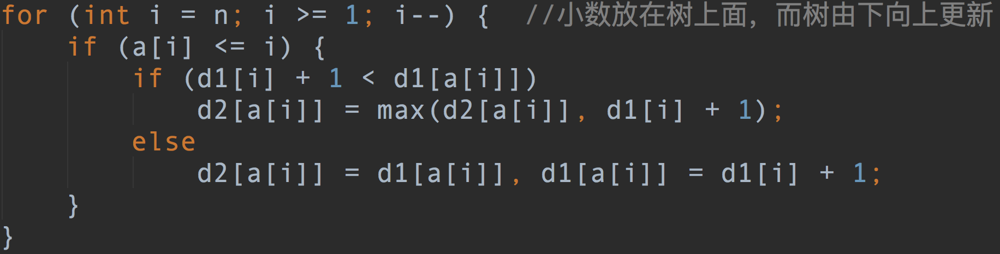 for (int i = n; i >= 1; i--) {  //小数放在树上面，而树由下向上更新
    if (a[i] <= i) {
        if (d1[i] + 1 < d1[a[i]])
            d2[a[i]] = max(d2[a[i]], d1[i] + 1);
        else
            d2[a[i]] = d1[a[i]], d1[a[i]] = d1[i] + 1;
    }
}